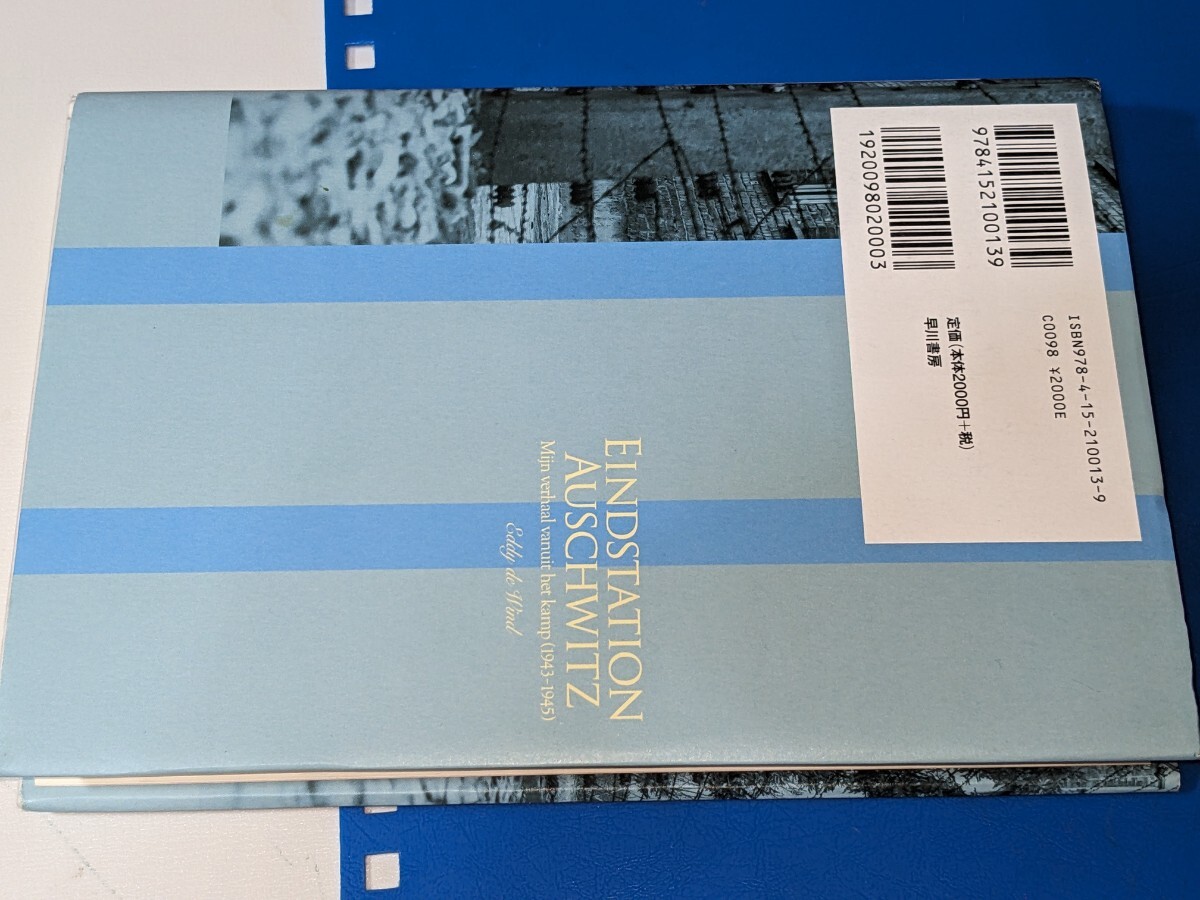 9784152100139
1920098020003
ISBN978-4-15-210013-9
C0098 ¥2000E
定価(本体2000円+税)
早川書房
EINDSTATION
AUSCHWITZ
Mijn verhaal vanuit het kamp (1943-1945)
Eddy de Wind